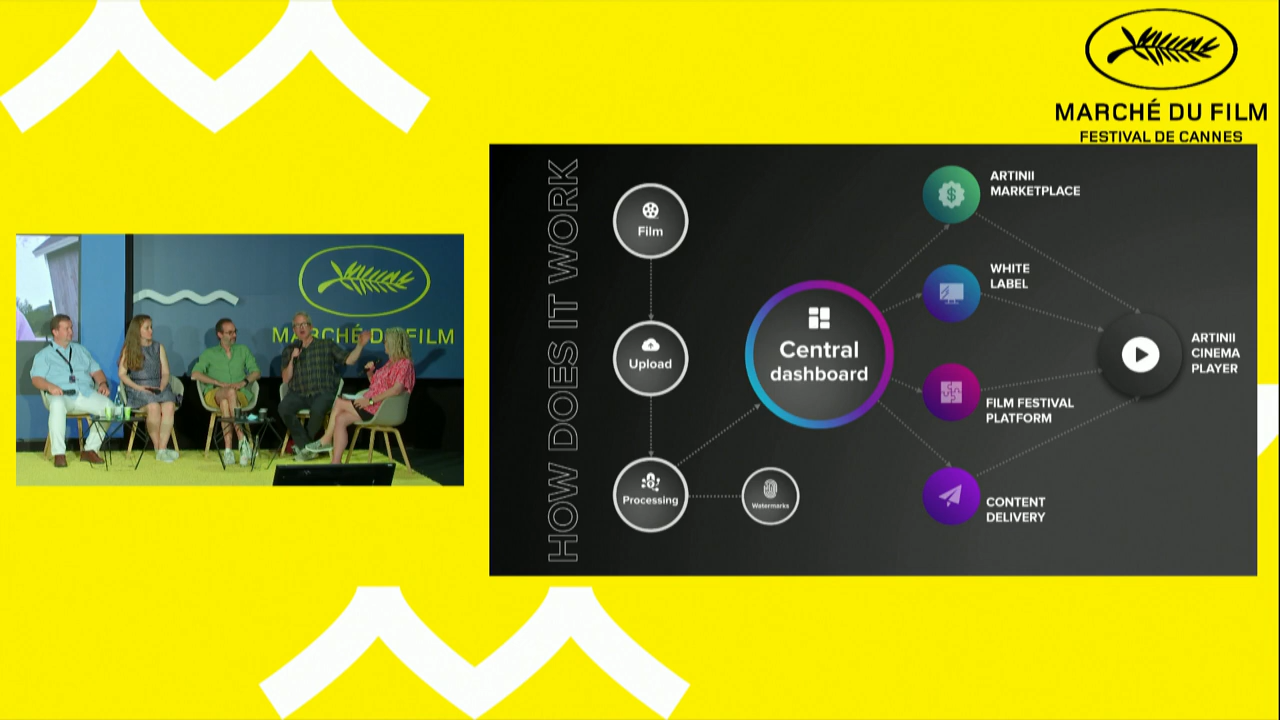 MARCHÉ DU FILM
FESTIVAL DE CANNES
MARCHÉ DU FILM
HOW DOES IT WORK
Film
Upload
Processing
Watermarks
Central
dashboard
ARTINII
MARKETPLACE
WHITE
LABEL
FILM FESTIVAL
PLATFORM
CONTENT
DELIVERY
ARTINII
CINEMA
PLAYER